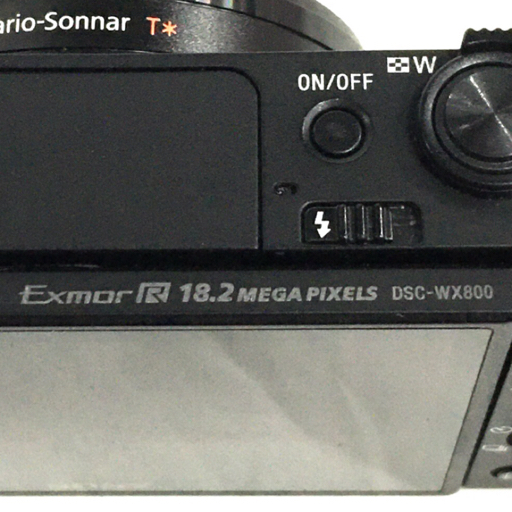 ario-Sonnar T*
ON/OFF
W
Exmor R 18.2 MEGA PIXELS DSC-WX800